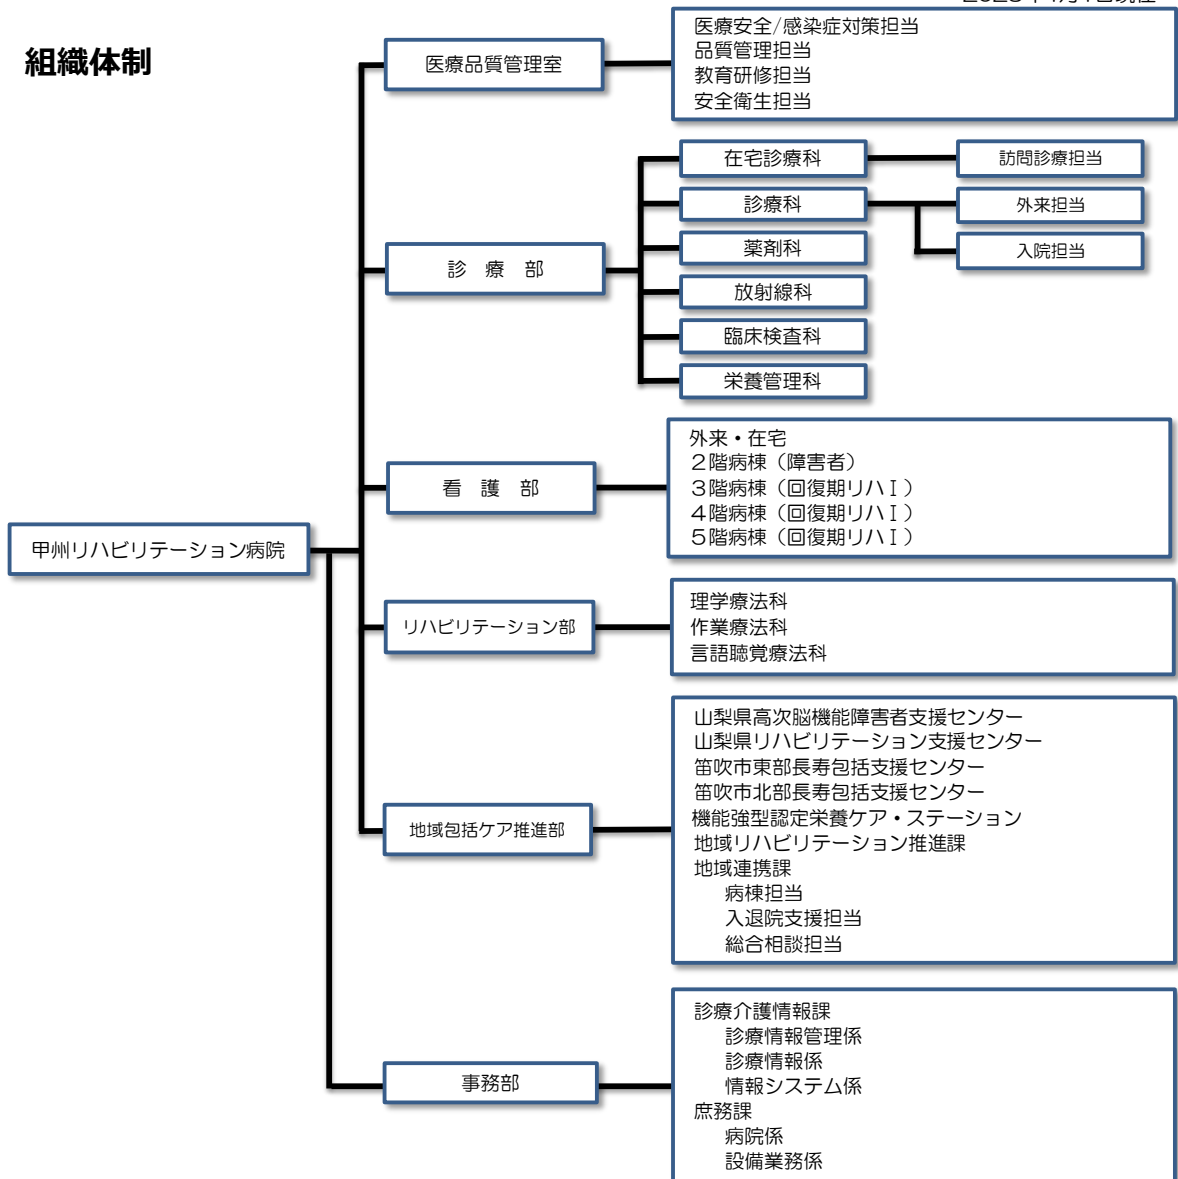 組織体制
医療品質管理室
医療安全/感染症対策担当
品質管理担当
教育研修担当
安全衛生担当
診 療 部
在宅診療科
訪問診療担当
診療科
外来担当
入院担当
薬剤科
放射線科
臨床検査科
栄養管理科
看 護 部
外来・在宅
2階病棟（障害者）
3階病棟（回復期リハⅠ）
4階病棟（回復期リハⅠ）
5階病棟（回復期リハⅠ）
甲州リハビリテーション病院
リハビリテーション部
理学療法科
作業療法科
言語聴覚療法科
地域包括ケア推進部
山梨県高次脳機能障害者支援センター
山梨県リハビリテーション支援センター
笛吹市東部長寿包括支援センター
笛吹市北部長寿包括支援センター
機能強型認定栄養ケア・ステーション
地域リハビリテーション推進課
地域連携課
病棟担当
入退院支援担当
総合相談担当
事務部
診療介護情報課
診療情報管理係
診療情報係
情報システム係
庶務課
病院係
設備業務係